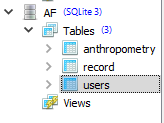 AF (SQLite 3)
Tables (3)
anthropometry
record
users
Views